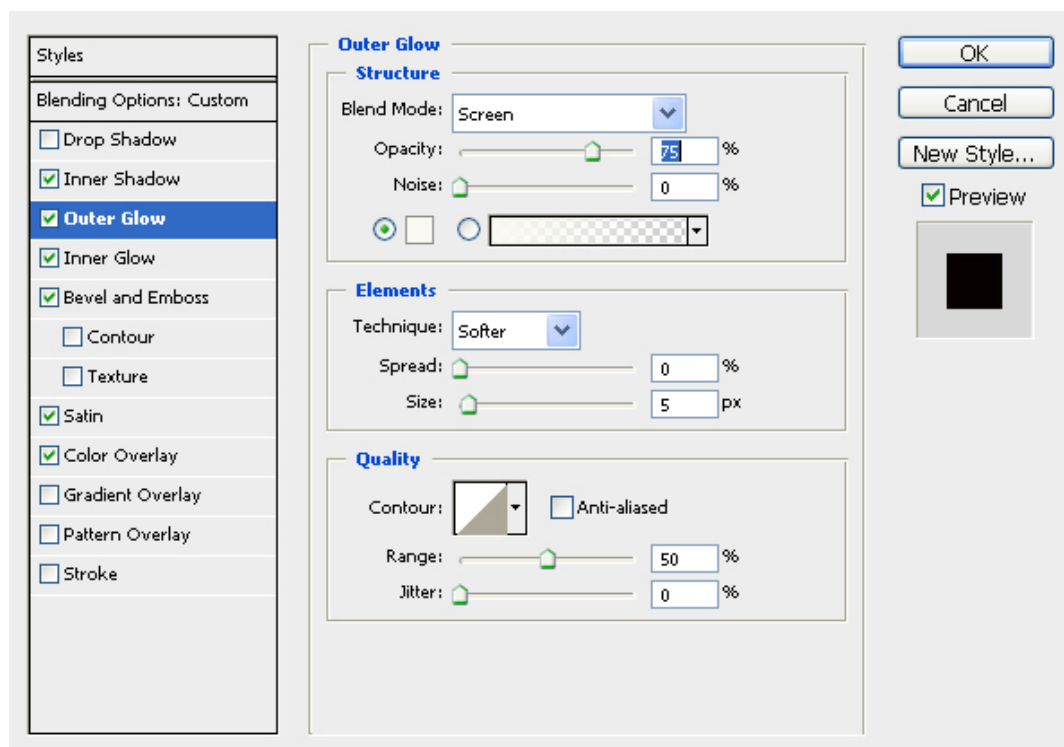 Styles
Blending Options: Custom
Drop Shadow
Inner Shadow
Outer Glow
Inner Glow
Bevel and Emboss
Contour
Texture
Satin
Color Overlay
Gradient Overlay
Pattern Overlay
Stroke
Outer Glow
Structure
Blend Mode: Screen
Opacity: 75 %
Noise: 0 %
Elements
Technique: Softer
Spread: 0 %
Size: 5 px
Quality
Contour: Anti-aliased
Range: 50 %
Jitter: 0 %
OK
Cancel
New Style...
Preview